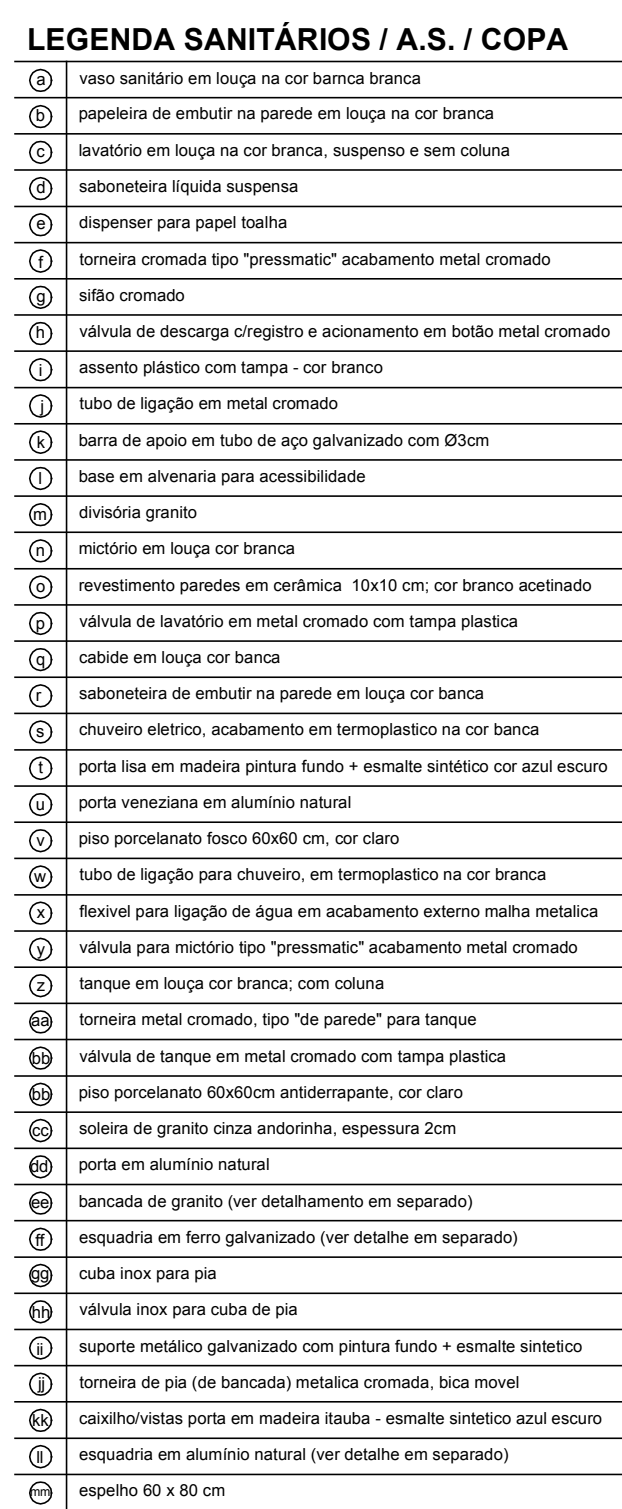 LEGENDA SANITÁRIOS / A.S. / COPA
a vaso sanitário em louça na cor barnca branca
b papeleira de embutir na parede em louça na cor branca
c lavatório em louça na cor branca, suspenso e sem coluna
d saboneteira líquida suspensa
e dispenser para papel toalha
f torneira cromada tipo "pressmatic" acabamento metal cromado
g sifão cromado
h válvula de descarga c/registro e acionamento em botão metal cromado
i assento plástico com tampa - cor branco
j tubo de ligação em metal cromado
k barra de apoio em tubo de aço galvanizado com Ø3cm
l base em alvenaria para acessibilidade
m divisória granito
n mictório em louça cor branca
o revestimento paredes em cerâmica 10x10 cm; cor branco acetinado
p válvula de lavatório em metal cromado com tampa plastica
q cabide em louça cor banca
r saboneteira de embutir na parede em louça cor banca
s chuveiro eletrico, acabamento em termoplastico na cor banca
t porta lisa em madeira pintura fundo + esmalte sintético cor azul escuro
u porta veneziana em alumínio natural
v piso porcelanato fosco 60x60 cm, cor claro
w tubo de ligação para chuveiro, em termoplastico na cor branca
x flexivel para ligação de água em acabamento externo malha metalica
y válvula para mictório tipo "pressmatic" acabamento metal cromado
z tanque em louça cor branca; com coluna
aa torneira metal cromado, tipo "de parede" para tanque
bb válvula de tanque em metal cromado com tampa plastica
bb piso porcelanato 60x60cm antiderrapante, cor claro
cc soleira de granito cinza andorinha, espessura 2cm
dd porta em alumínio natural
ee bancada de granito (ver detalhamento em separado)
ff esquadria em ferro galvanizado (ver detalhe em separado)
gg cuba inox para pia
hh válvula inox para cuba de pia
ii suporte metálico galvanizado com pintura fundo + esmalte sintetico
jj torneira de pia (de bancada) metalica cromada, bica movel
kk caixilho/vistas porta em madeira itauba - esmalte sintetico azul escuro
ll esquadria em alumínio natural (ver detalhe em separado)
mm espelho 60 x 80 cm